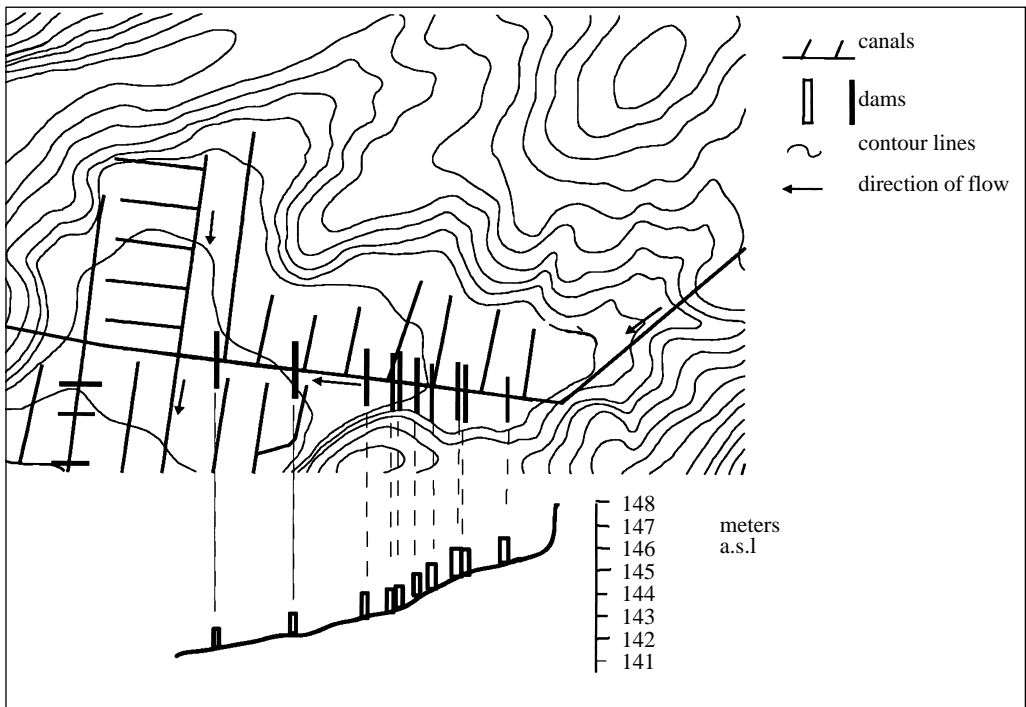 canals
dams
contour lines
direction of flow
148
147
146
145
144
143
142
141
meters
a.s.l